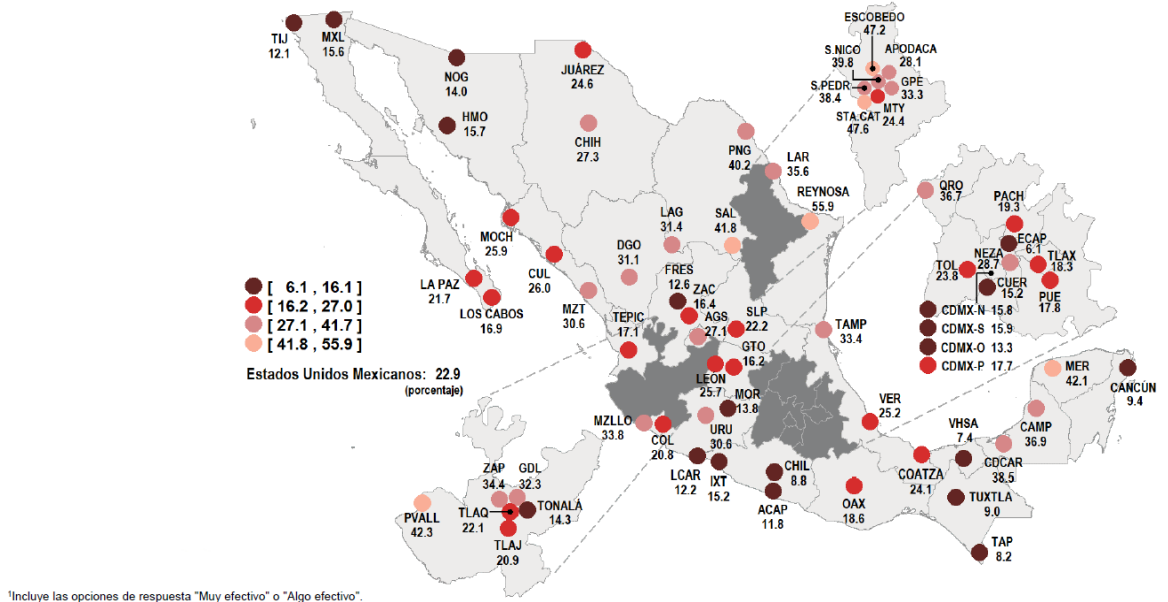 ESCOBEDO
47.2
S.NICO
39.8
APODACA
28.1
S.PEDR
38.4
GPE
33.3
MTY
24.4
STA.CAT
47.6
TIJ
12.1
MXL
15.6
NOG
14.0
JUÁREZ
24.6
HMO
15.7
CHIH
27.3
PNG
40.2
LAR
35.6
REYNOSA
55.9
LAG
31.4
SAL
41.8
MOCH
25.9
DGO
31.1
CUL
26.0
FRES
12.6
ZAC
16.4
LA PAZ
21.7
LOS CABOS
16.9
MZT
30.6
TEPIC
17.1
AGS
27.1
SLP
22.2
TAMP
33.4
GTO
16.2
LEON
25.7
MOR
13.8
MZLLO
33.8
COL
20.8
URU
30.6
LCAR
12.2
IXT
15.2
CHIL
8.8
ACAP
11.8
OAX
18.6
VER
25.2
COATZA
24.1
VHSA
7.4
CDCAR
38.5
TUXTLA
9.0
TAP
8.2
CAMP
36.9
MER
42.1
CANCÚN
9.4
QRO
36.7
PACH
19.3
ECAP
6.1
NEZA
28.7
TLAX
18.3
TOL
23.8
CUER
15.2
PUE
17.8
CDMX-N 15.8
CDMX-S 15.9
CDMX-O 13.3
CDMX-P 17.7
[ 6.1 , 16.1 ]
[ 16.2 , 27.0 ]
[ 27.1 , 41.7 ]
[ 41.8 , 55.9 ]
Estados Unidos Mexicanos: 22.9
(porcentaje)
ZAP
34.4
GDL
32.3
TONALÁ
14.3
TLAQ
22.1
TLAJ
20.9
PVALL
42.3
¹Incluye las opciones de respuesta "Muy efectivo" o "Algo efectivo".